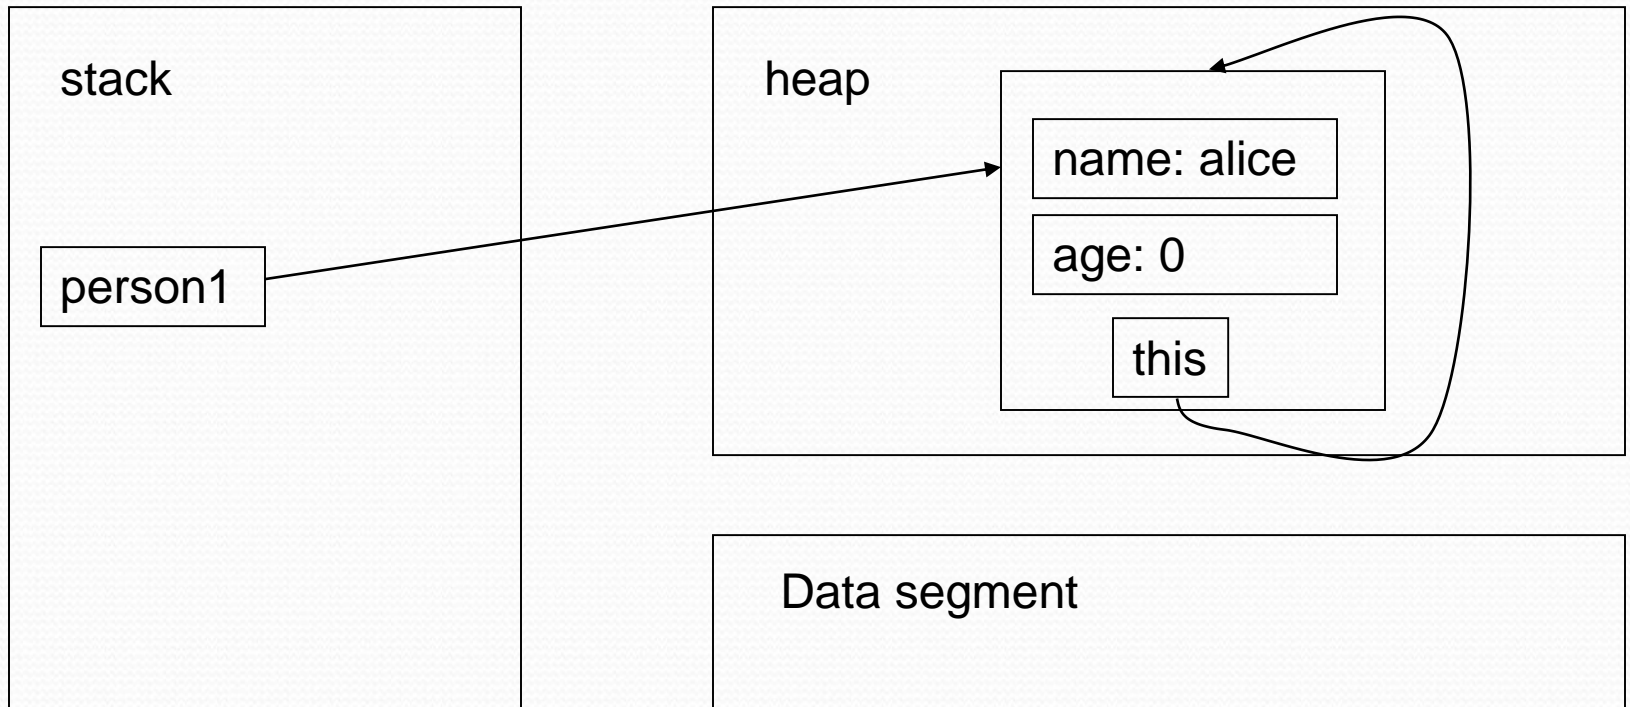 stack
heap
name: alice
age: 0
person1
this
Data segment